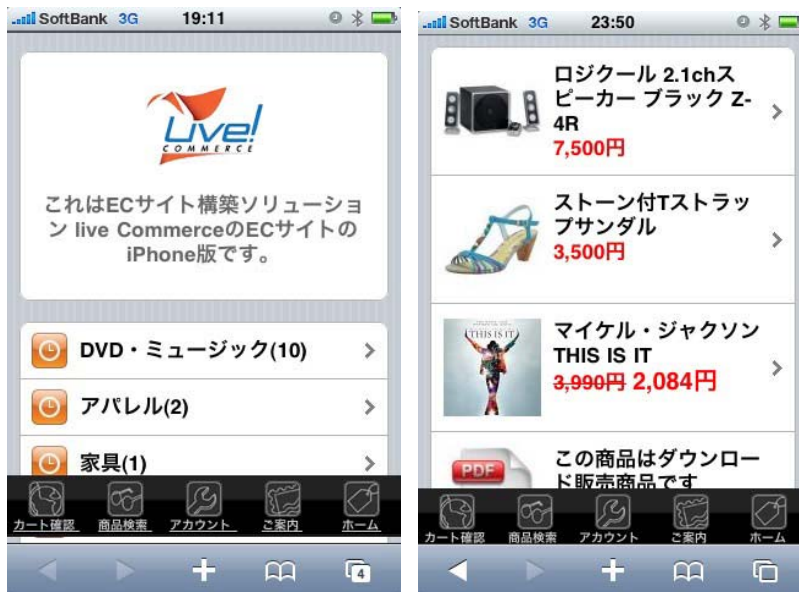 SoftBank 3G 19:11
Live!
COMMERCE
これはECサイト構築ソリューショ
ン live CommerceのECサイトの
iPhone版です。
DVD・ミュージック(10)
アパレル(2)
家具(1)
カート確認 商品検索 アカウント ご案内 ホーム
4
SoftBank 3G 23:50
ロジクール 2.1chス
ピーカー ブラック Z-
4R
7,500円
ストーン付Tストラッ
プサンダル
3,500円
THIS IS IT
マイケル・ジャクソン
THIS IS IT
3,990円 2,084円
PDF
この商品はダウンロー
ド販売商品です
カート確認 商品検索 アカウント ご案内 ホーム